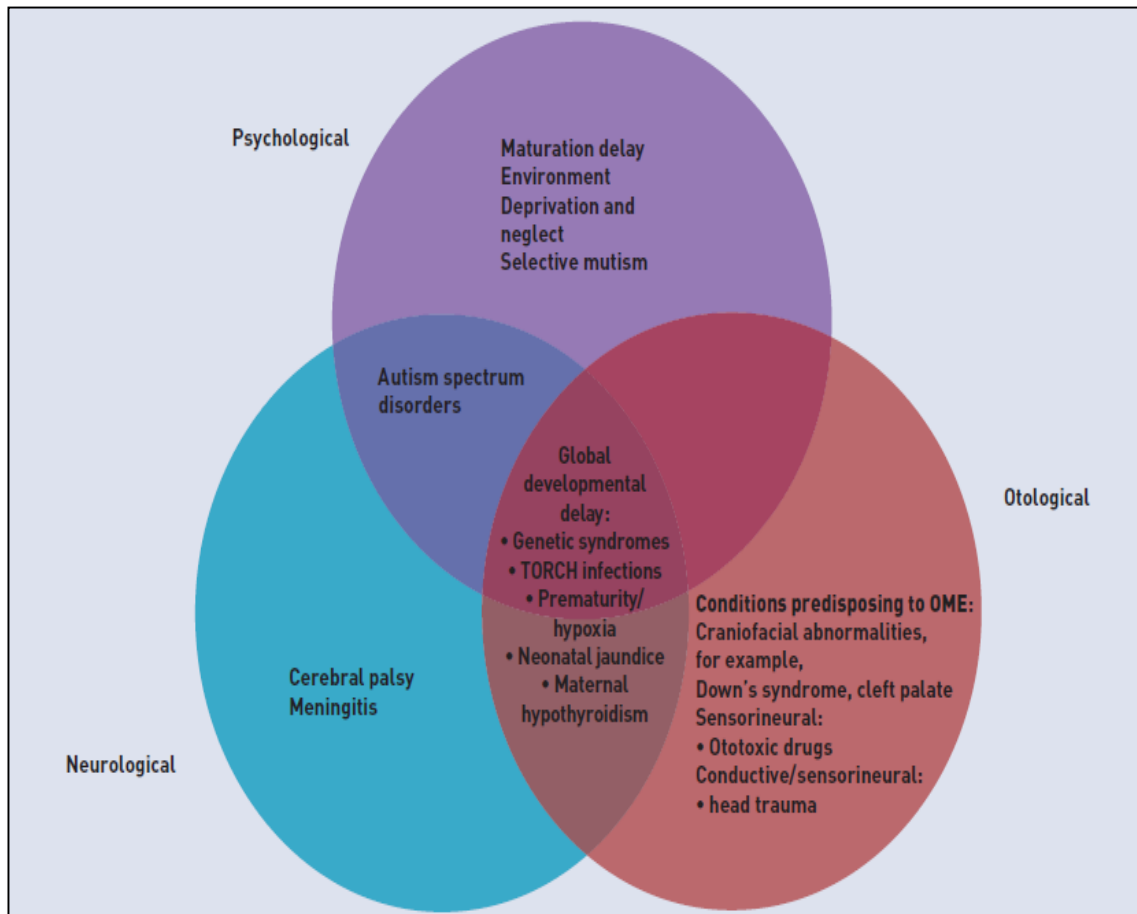 Psychological
Maturation delay
Environment
Deprivation and
neglect
Selective mutism
Autism spectrum
disorders
Global
developmental
delay:
• Genetic syndromes
• TORCH infections
• Prematurity/
hypoxia
• Neonatal jaundice
• Maternal
hypothyroidism
Otological
Conditions predisposing to OME:
Craniofacial abnormalities,
for example,
Down's syndrome, cleft palate
Sensorineural:
• Ototoxic drugs
Conductive/sensorineural:
• head trauma
Cerebral palsy
Meningitis
Neurological